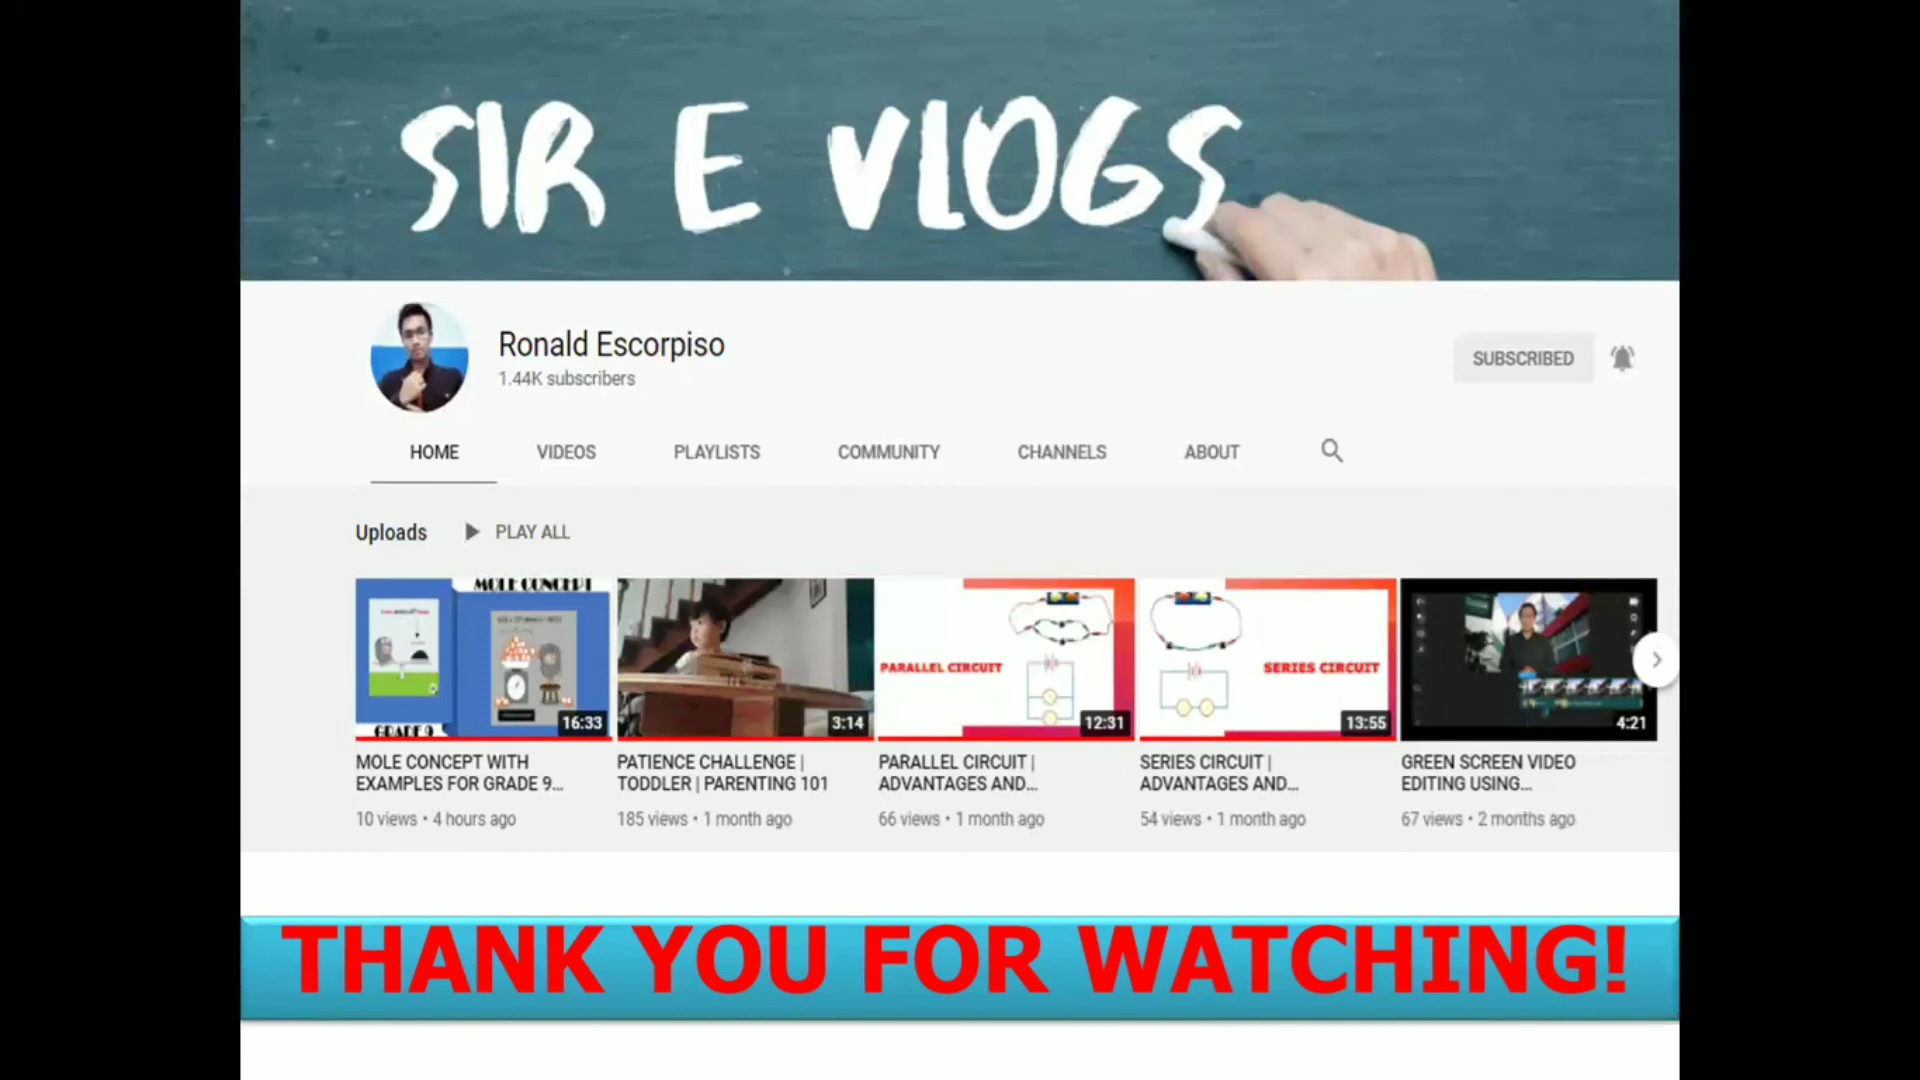 SIR E VLOGS
Ronald Escorpiso
1.44K subscribers
SUBSCRIBED
HOME VIDEOS PLAYLISTS COMMUNITY CHANNELS ABOUT
Uploads PLAY ALL
MOLE CONCEPT
GRADE 9
16:33
3:14
PARALLEL CIRCUIT
12:31
SERIES CIRCUIT
13:55
4:21
MOLE CONCEPT WITH
EXAMPLES FOR GRADE 9...
10 views • 4 hours ago
PATIENCE CHALLENGE |
TODDLER | PARENTING 101
185 views • 1 month ago
PARALLEL CIRCUIT |
ADVANTAGES AND...
66 views • 1 month ago
SERIES CIRCUIT |
ADVANTAGES AND...
54 views • 1 month ago
GREEN SCREEN VIDEO
EDITING USING...
67 views • 2 months ago
THANK YOU FOR WATCHING!